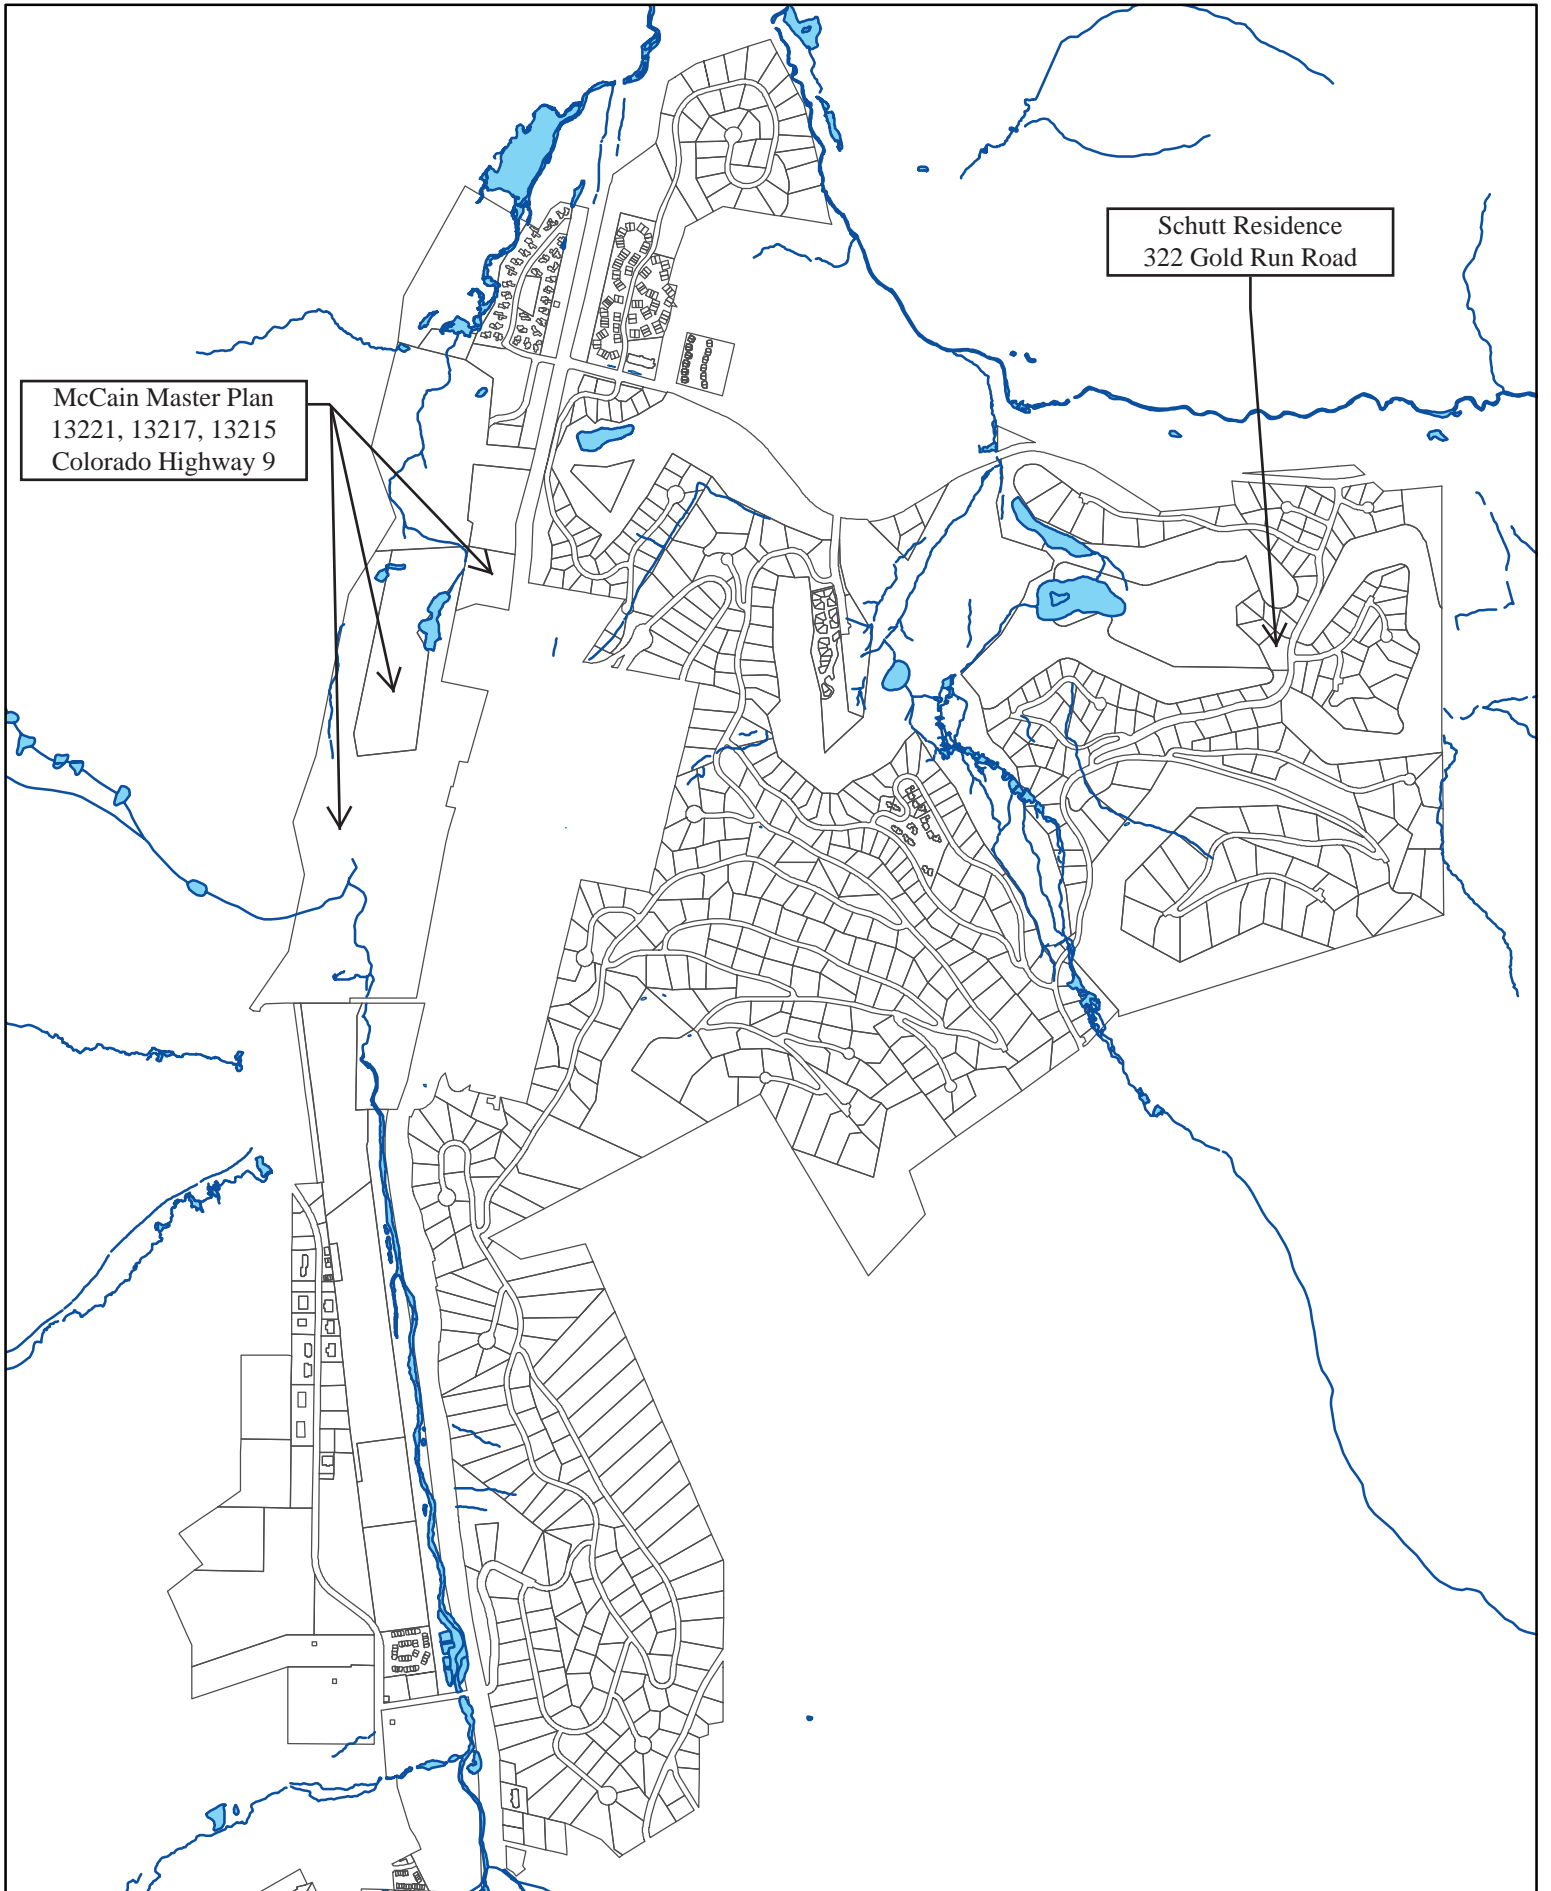 Schutt Residence
322 Gold Run Road
McCain Master Plan
13221, 13217, 13215
Colorado Highway 9